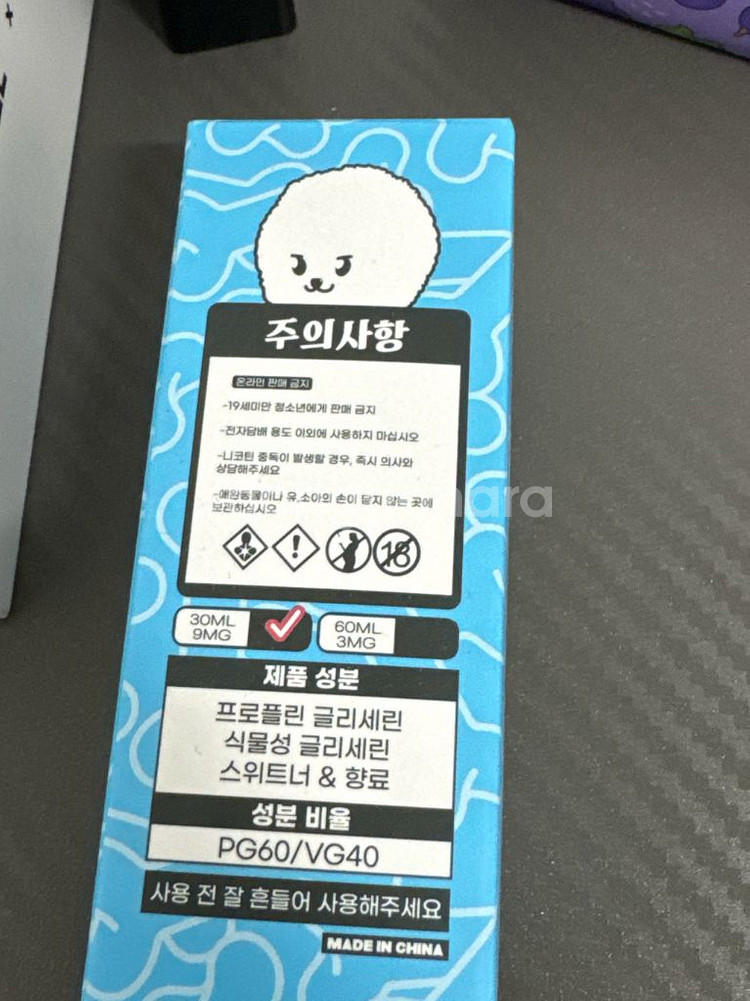 주의사항
온라인 판매 금지
-19세미만 청소년에게 판매 금지
-전자담배 용도 이외에 사용하지 마십시오
-니코틴 중독이 발생할 경우, 즉시 의사와
상담해주세요
-애완동물이나 유,소아의 손이 닿지 않는 곳에
보관하십시오
18
30ML
9MG
60ML
3MG
제품 성분
프로플린 글리세린
식물성 글리세린
스위트너 & 향료
성분 비율
PG60/VG40
사용 전 잘 흔들어 사용해주세요
MADE IN CHINA